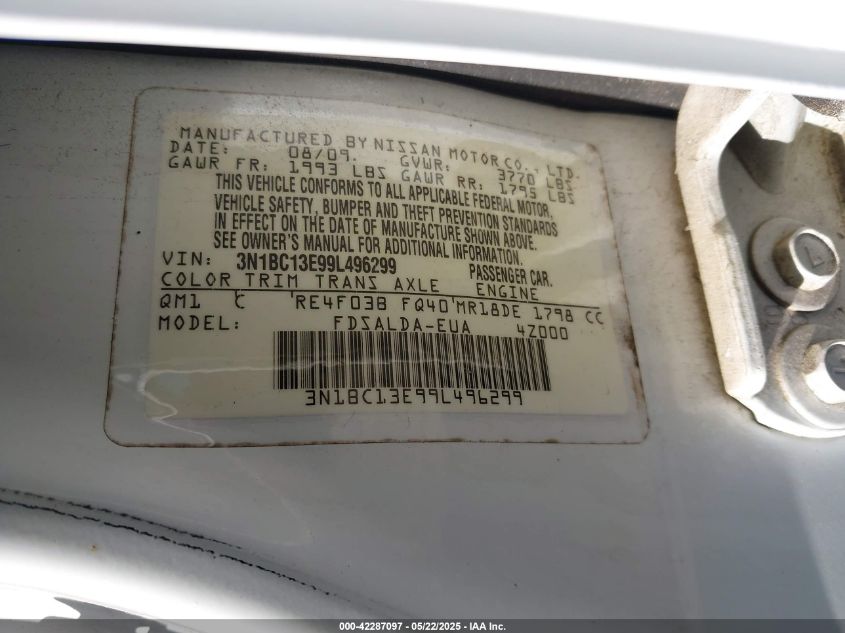 MANUFACTURED BY NISSAN MOTOR CO., LTD.
DATE: 08/09. GVWR: 3770 LBS
GAWR FR: 1993 LBS GAWR RR: 1795 LBS
THIS VEHICLE CONFORMS TO ALL APPLICABLE FEDERAL MOTOR
VEHICLE SAFETY, BUMPER AND THEFT PREVENTION STANDARDS
IN EFFECT ON THE DATE OF MANUFACTURE SHOWN ABOVE.
SEE OWNER'S MANUAL FOR ADDITIONAL INFORMATION.
VIN: 3N1BC13E99L496299 PASSENGER CAR.
COLOR TRIM TRANS AXLE ENGINE
QM1 C RE4F03B FQ40 MR18DE 1798 CC
MODEL: FDSALDA-EUA 4Z000
3N1BC13E99L496299
000-42287097 - 05/22/2025 - IAA Inc.